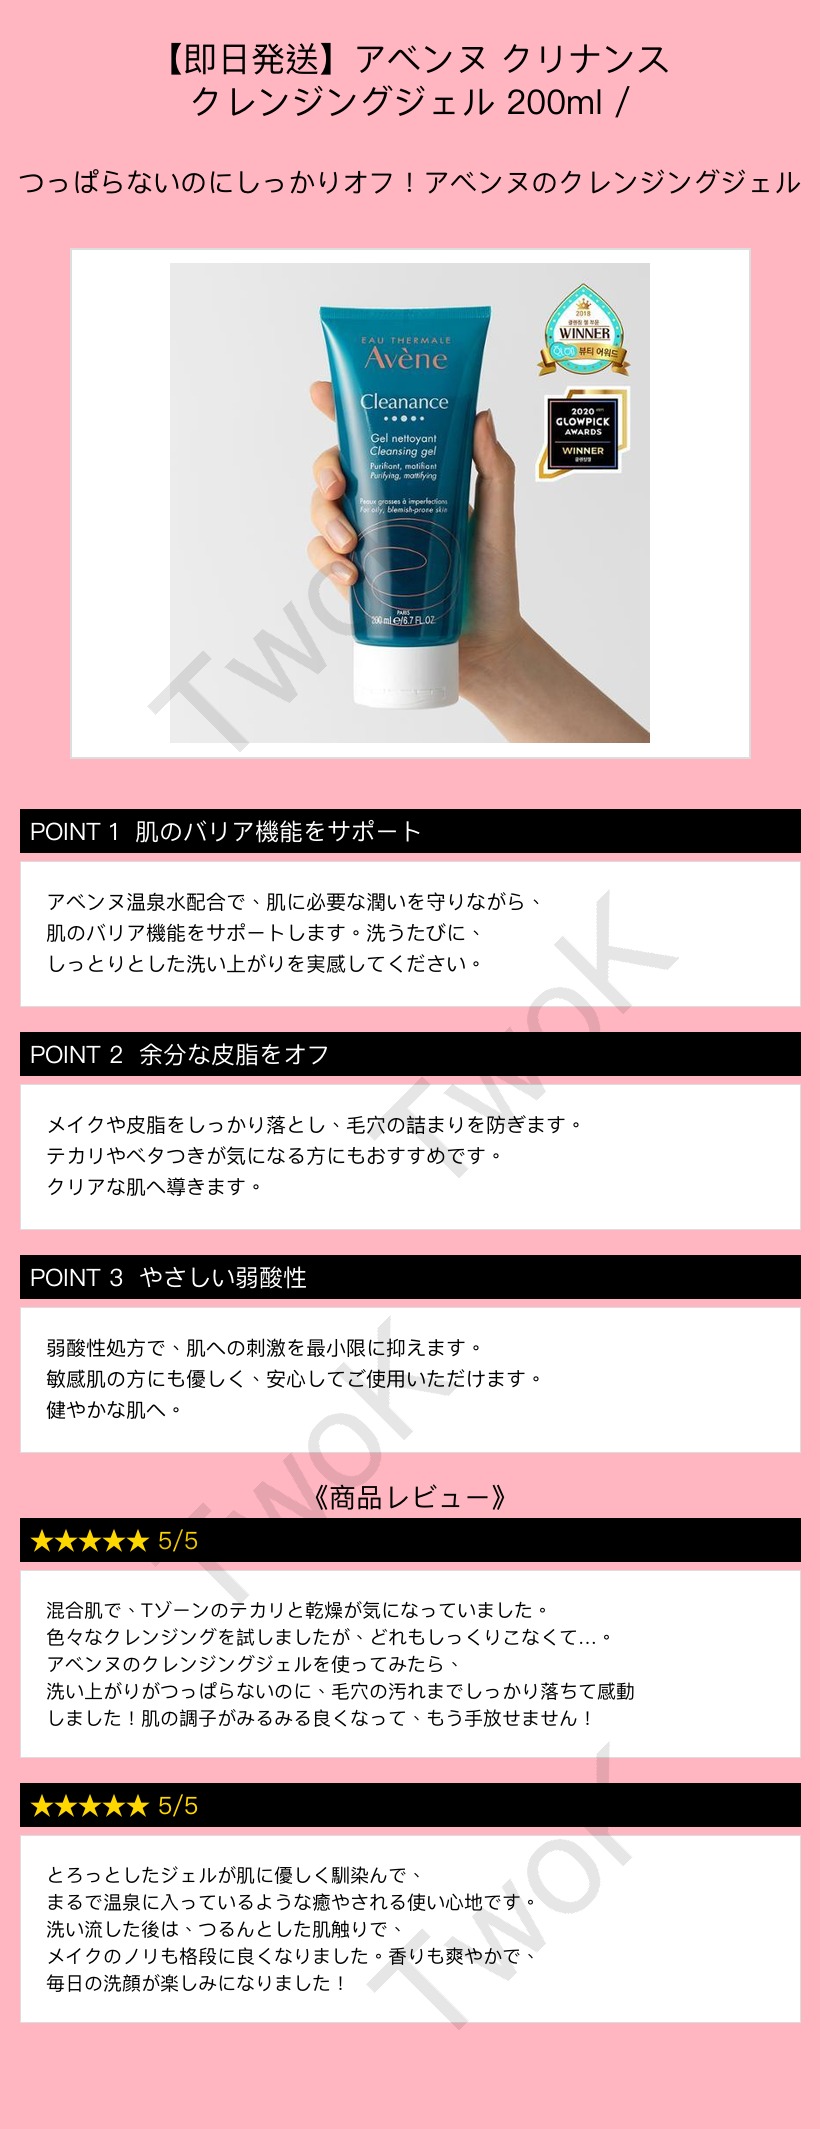 【即日発送】アベンヌ クリナンス
クレンジングジェル 200ml /
つっぱらないのにしっかりオフ！アベンヌのクレンジングジェル
EAU THERMALE
Avène
Cleanance
Gel nettoyant
Cleansing gel
Purifiant, matifiant
Purifying, mattifying
Peaux grasses à imperfections
For oily, blemish-prone skin
PARIS
200 ml e/6.7 FL.OZ.
2018
WINNER
뷰티 어워드
2020
GLOWPICK
AWARDS
WINNER
Two
POINT 1 肌のバリア機能をサポート
アベンヌ温泉水配合で、肌に必要な潤いを守りながら、
肌のバリア機能をサポートします。洗うたびに、
しっとりとした洗い上がりを実感してください。
TwoK
POINT 2 余分な皮脂をオフ
メイクや皮脂をしっかり落とし、毛穴の詰まりを防ぎます。
テカリやベタつきが気になる方にもおすすめです。
クリアな肌へ導きます。
POINT 3 やさしい弱酸性
弱酸性処方で、肌への刺激を最小限に抑えます。
敏感肌の方にも優しく、安心してご使用いただけます。
健やかな肌へ。
TwoK
《商品レビュー》
★★★★★ 5/5
混合肌で、Tゾーンのテカリと乾燥が気になっていました。
色々なクレンジングを試しましたが、どれもしっくりこなくて…。
アベンヌのクレンジングジェルを使ってみたら、
洗い上がりがつっぱらないのに、毛穴の汚れまでしっかり落ちて感動
しました！肌の調子がみるみる良くなって、もう手放せません！
★★★★★ 5/5
とろっとしたジェルが肌に優しく馴染んで、
まるで温泉に入っているような癒やされる使い心地です。
洗い流した後は、つるんとした肌触りで、
メイクのノリも格段に良くなりました。香りも爽やかで、
毎日の洗顔が楽しみになりました！
TwoK